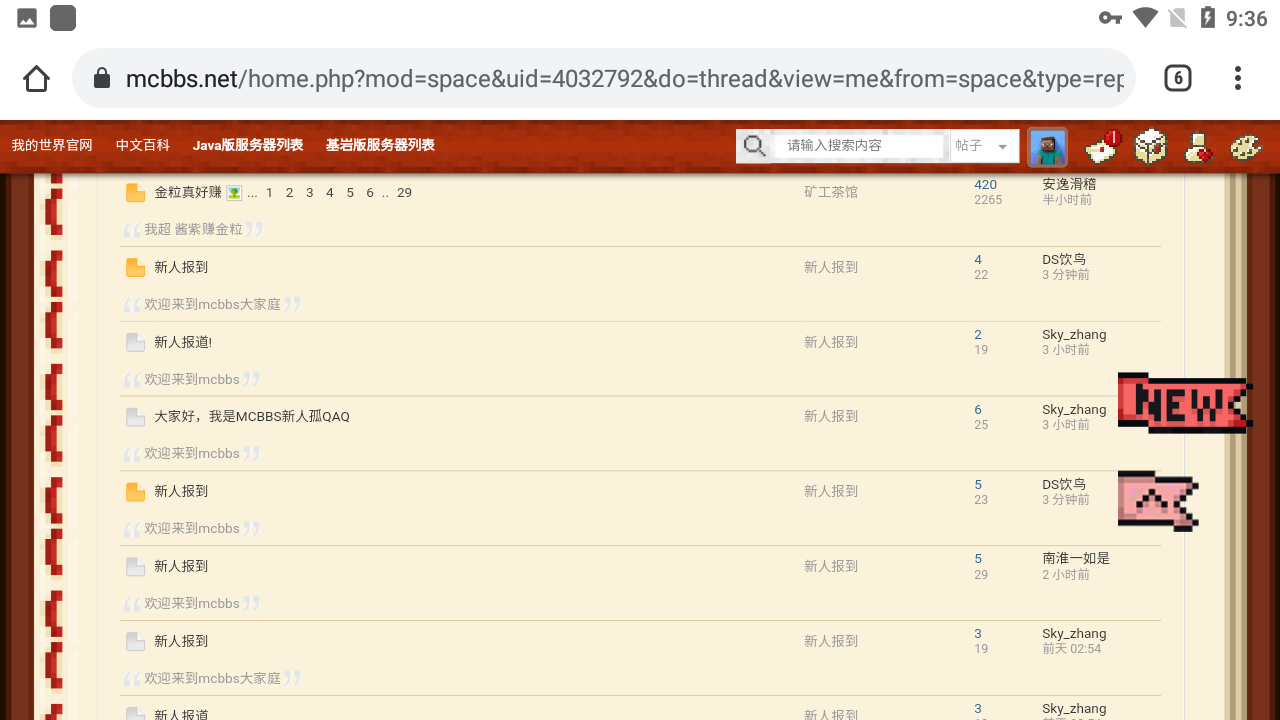 9:36
mcbbs.net/home.php?mod=space&uid=4032792&do=thread&view=me&from=space&type=rep
6
我的世界官网 中文百科 Java版服务器列表 基岩版服务器列表 请输入搜索内容 帖子
金粒真好赚 ... 1 2 3 4 5 6 .. 29 矿工茶馆 420 安逸滑稽
2265 半小时前
我超 酱紫赚金粒
新人报到 新人报到 4 DS饮鸟
22 3 分钟前
欢迎来到mcbbs大家庭
新人报道! 新人报到 2 Sky_zhang
19 3 小时前
欢迎来到mcbbs
大家好，我是MCBBS新人孤QAQ 新人报到 6 Sky_zhang
25 3 小时前
NEW
欢迎来到mcbbs
新人报到 新人报到 5 DS饮鸟
23 3 分钟前
欢迎来到mcbbs
新人报到 新人报到 5 南淮一如是
29 2 小时前
欢迎来到mcbbs
新人报到 新人报到 3 Sky_zhang
19 前天 02:54
欢迎来到mcbbs大家庭
新人报道 新人报到 3 Sky_zhang